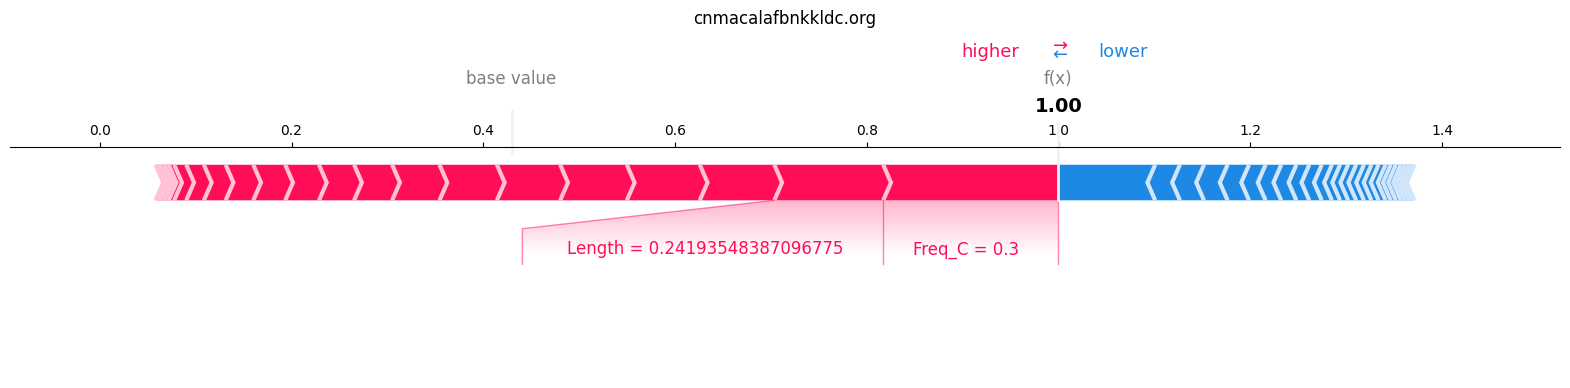 cnmacalafbnkkldc.org
higher ⇄ lower
base value f(x)
1.00
0.0 0.2 0.4 0.6 0.8 1.0 1.2 1.4
Length = 0.24193548387096775 Freq_C = 0.3